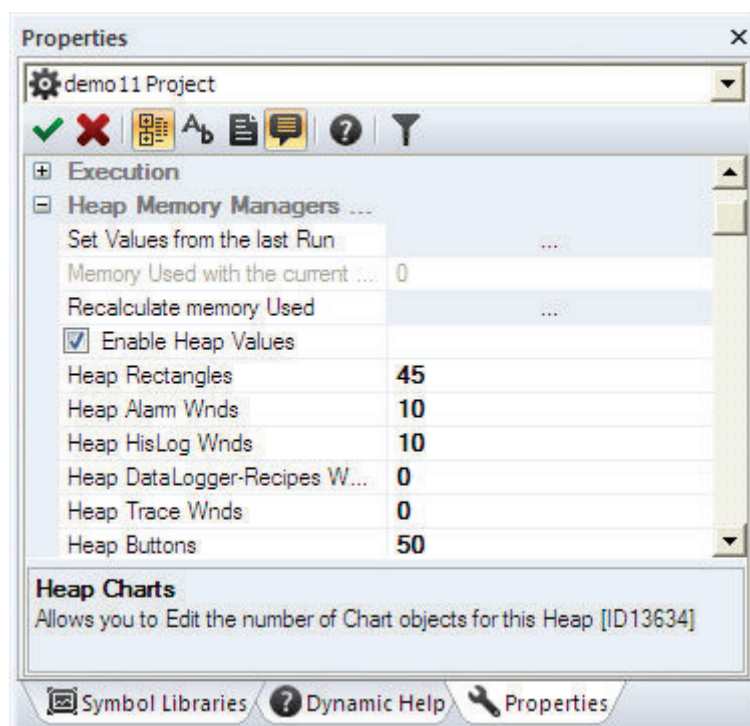 Properties
demo11 Project
Execution
Heap Memory Managers ...
Set Values from the last Run ...
Memory Used with the current ... 0
Recalculate memory Used ...
Enable Heap Values
Heap Rectangles 45
Heap Alarm Wnds 10
Heap HisLog Wnds 10
Heap DataLogger-Recipes W... 0
Heap Trace Wnds 0
Heap Buttons 50
Heap Charts
Allows you to Edit the number of Chart objects for this Heap [ID13634]
Symbol Libraries Dynamic Help Properties